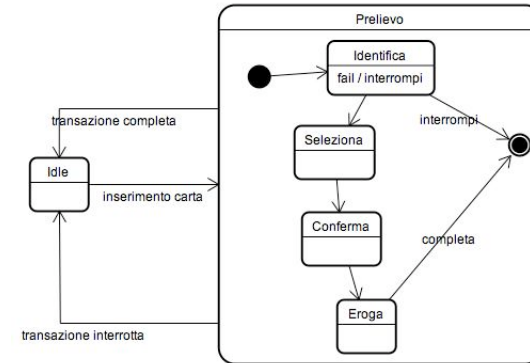 Prelievo
Identifica
fail / interrompi
transazione completa
interrompi
Seleziona
Idle
inserimento carta
Conferma
completa
Eroga
transazione interrotta